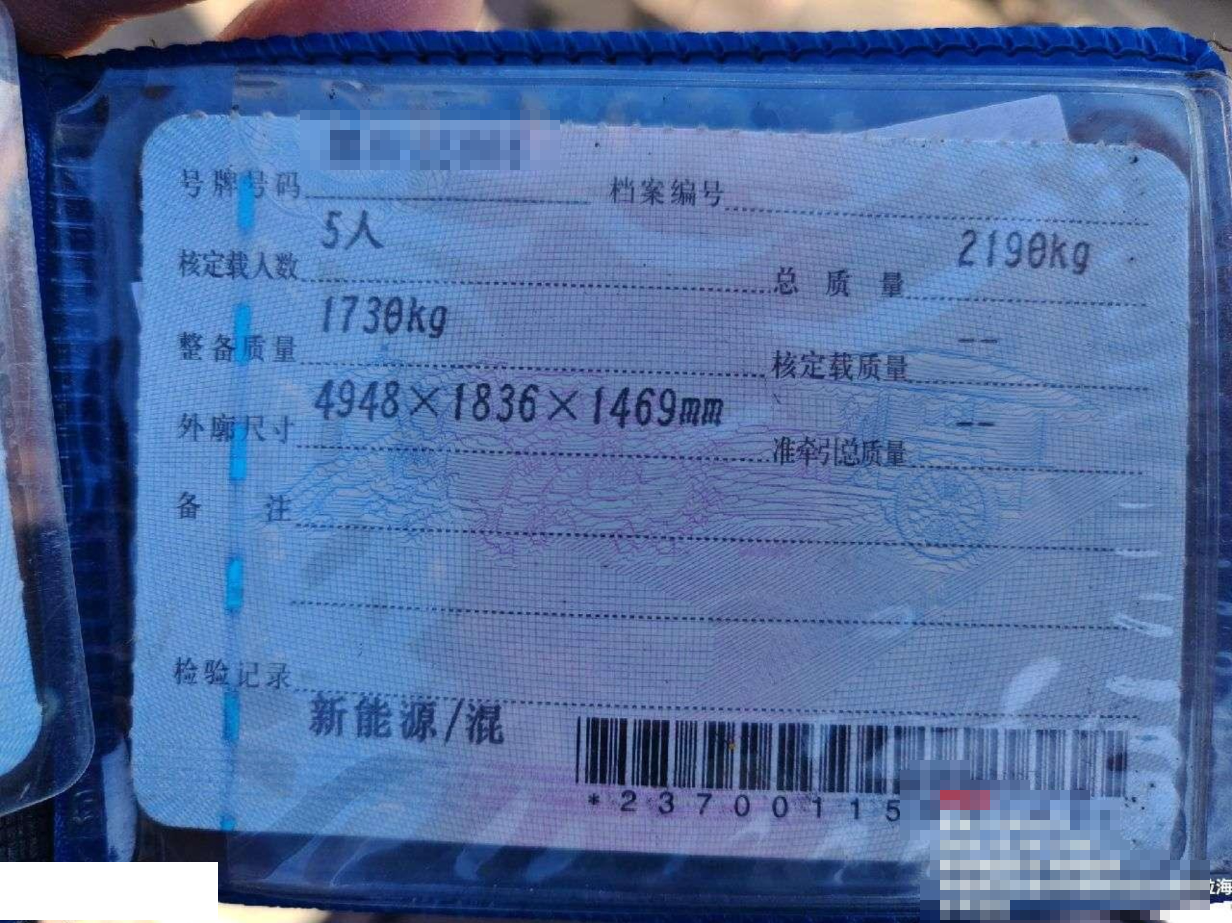 号牌号码 档案编号
核定载人数 5人 总质量 2190kg
整备质量 1730kg 核定载质量 --
外廓尺寸 4948×1836×1469mm 准牵引总质量 --
备注
检验记录
新能源/混
*23700115